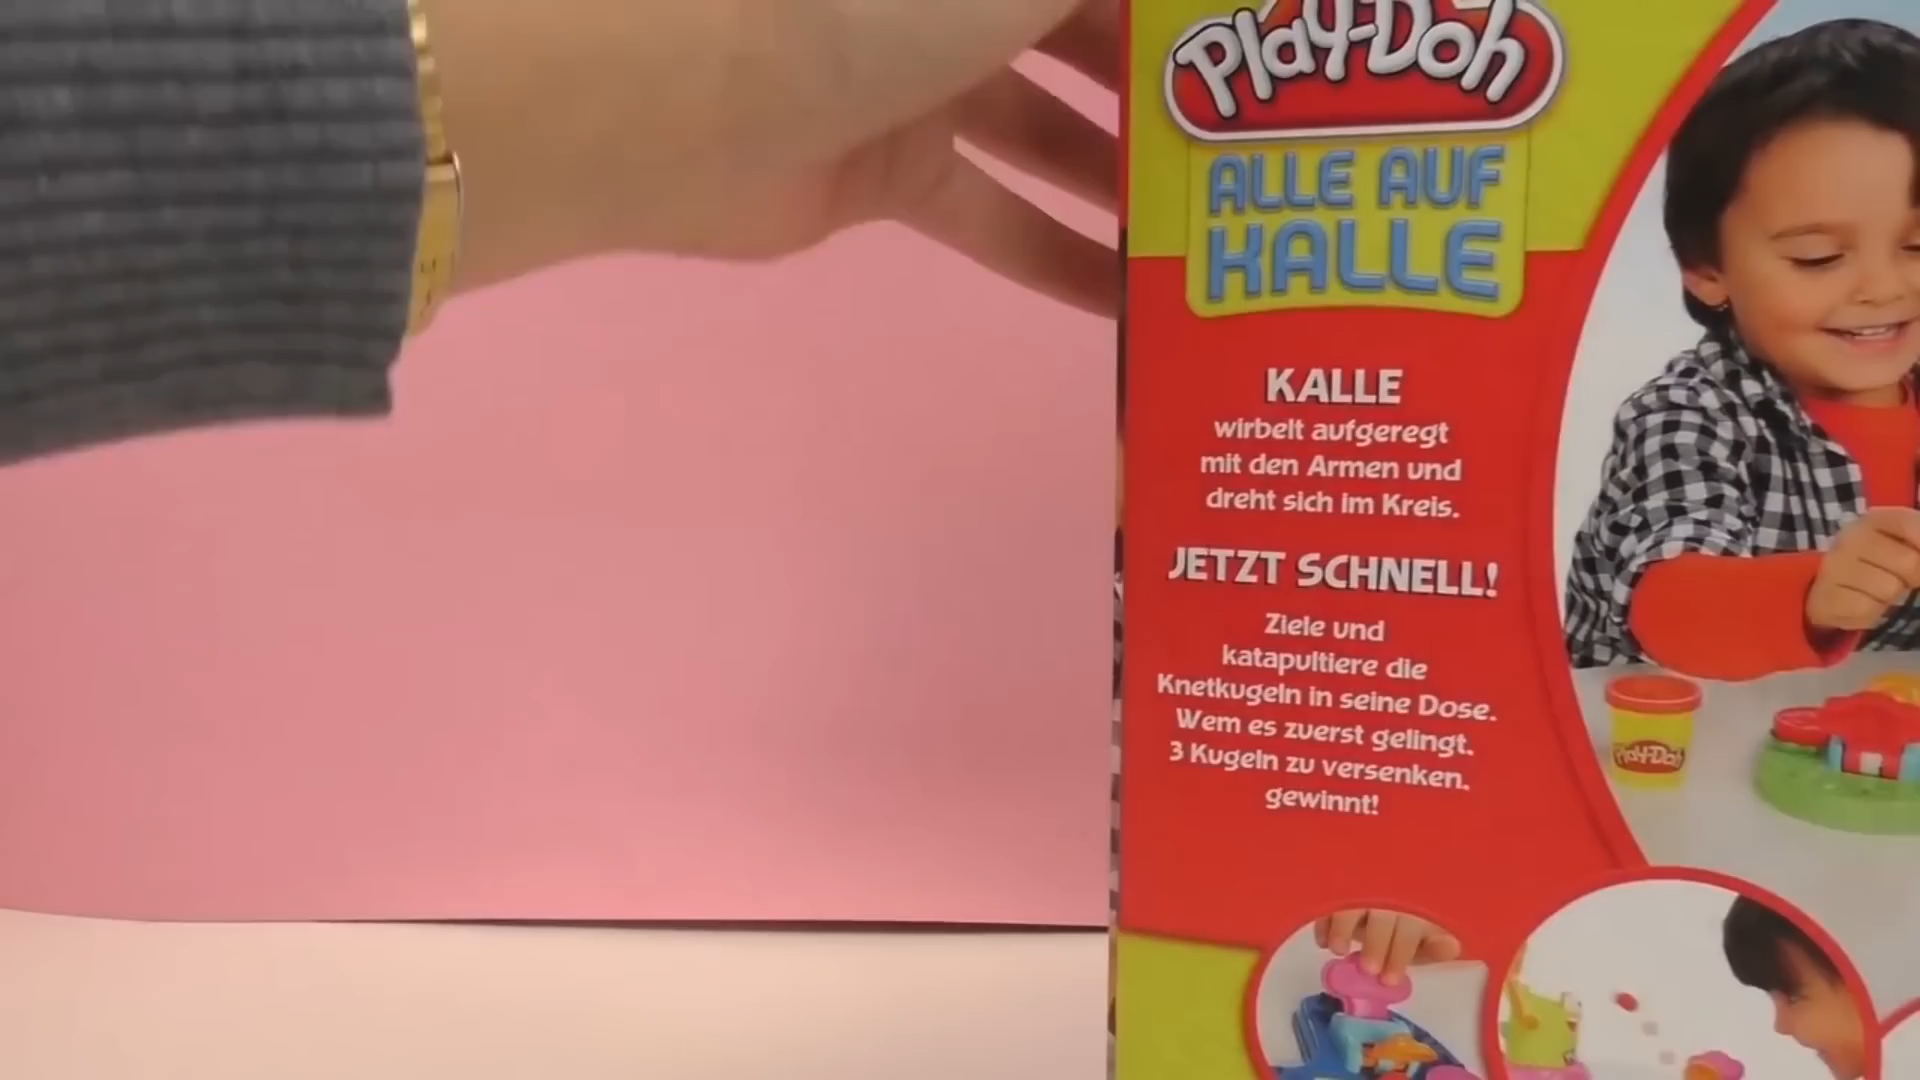 Play-Doh
ALLE AUF
KALLE
KALLE
wirbelt aufgeregt
mit den Armen und
dreht sich im Kreis.
JETZT SCHNELL!
Ziele und
katapultiere die
Knetkugeln in seine Dose.
Wem es zuerst gelingt.
3 Kugeln zu versenken.
gewinnt!
Play-Doh